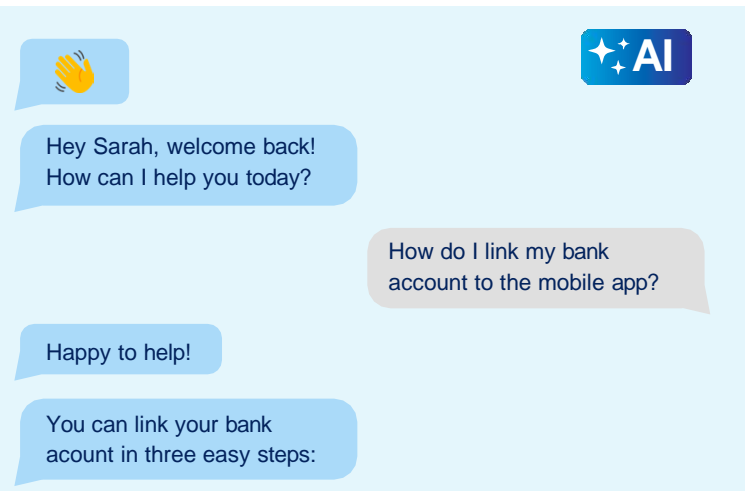 AI
Hey Sarah, welcome back!
How can I help you today?
How do I link my bank
account to the mobile app?
Happy to help!
You can link your bank
acount in three easy steps: